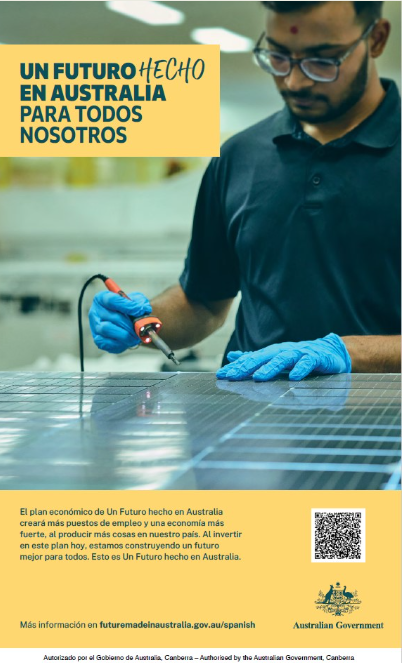 UN FUTURO HECHO
EN AUSTRALIA
PARA TODOS
NOSOTROS
El plan económico de Un Futuro hecho en Australia
creará más puestos de empleo y una economía más
fuerte, al producir más cosas en nuestro país. Al invertir
en este plan hoy, estamos construyendo un futuro
mejor para todos. Esto es Un Futuro hecho en Australia.
Australian Government
Más información en futuremadeinaustralia.gov.au/spanish
Autorizado por el Gobierno de Australia, Canberra – Authorised by the Australian Government, Canberra